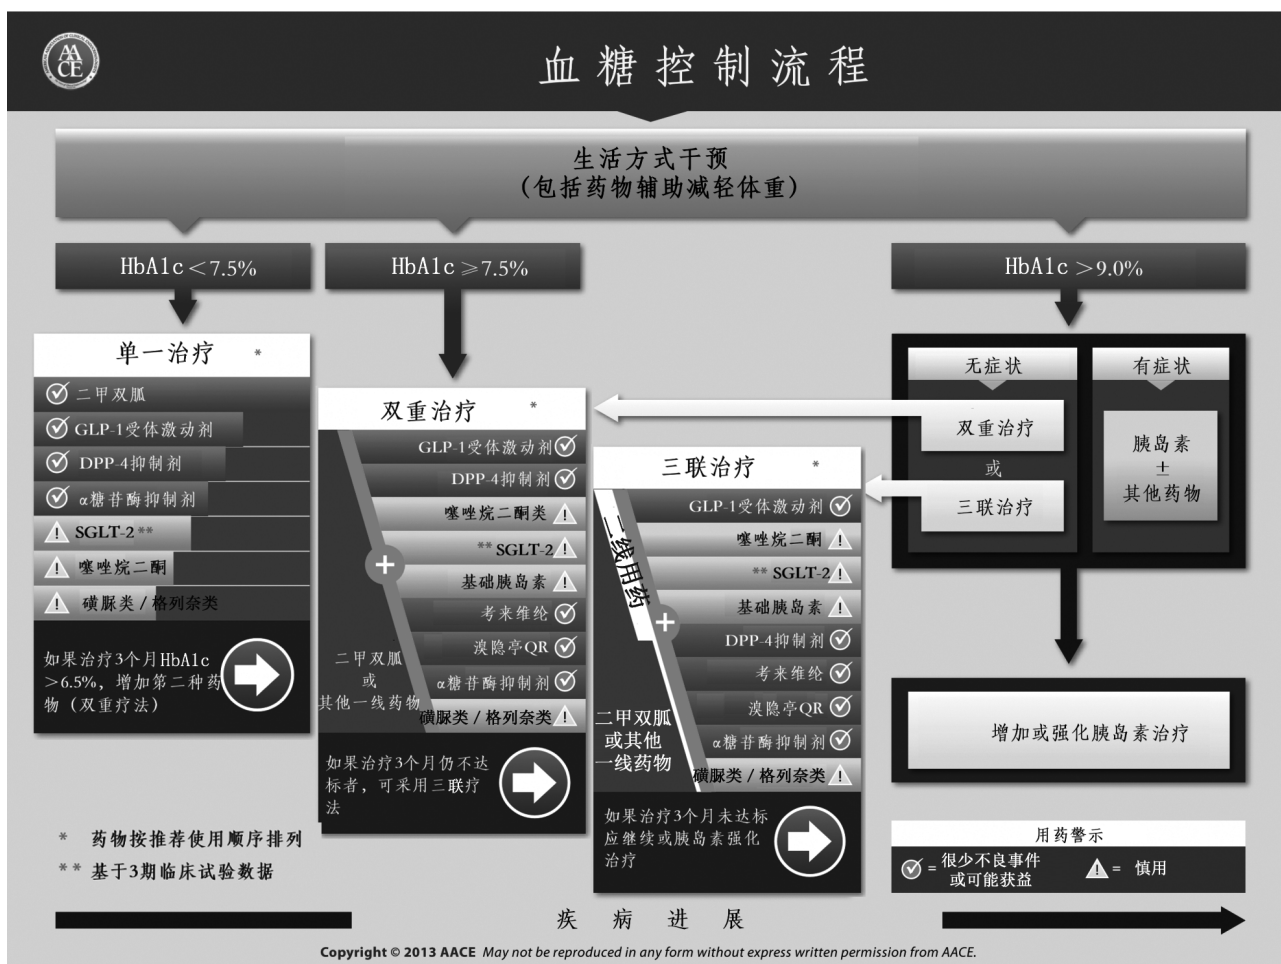 AACE
血糖控制流程
生活方式干预
(包括药物辅助减轻体重)
HbA1c＜7.5%
HbA1c≥7.5%
HbA1c＞9.0%
单一治疗 *
二甲双胍
GLP-1受体激动剂
DPP-4抑制剂
α糖苷酶抑制剂
SGLT-2 **
噻唑烷二酮
磺脲类/格列奈类
如果治疗3个月HbA1c
＞6.5%，增加第二种药
物（双重疗法）
双重治疗 *
GLP-1受体激动剂
DPP-4抑制剂
噻唑烷二酮类
** SGLT-2
基础胰岛素
考来维纶
溴隐亭QR
α糖苷酶抑制剂
磺脲类/格列奈类
+
二甲双胍
或
其他一线药物
如果治疗3个月仍不达
标者，可采用三联疗
法
三联治疗 *
GLP-1受体激动剂
噻唑烷二酮
** SGLT-2
基础胰岛素
DPP-4抑制剂
考来维纶
溴隐亭QR
α糖苷酶抑制剂
磺脲类/格列奈类
二线用药
+
二甲双胍
或其他
一线药物
如果治疗3个月未达标
应继续或胰岛素强化
治疗
无症状
双重治疗
或
三联治疗
有症状
胰岛素
±
其他药物
增加或强化胰岛素治疗
* 药物按推荐使用顺序排列
** 基于3期临床试验数据
用药警示
= 很少不良事件
或可能获益
= 慎用
疾病进展
Copyright © 2013 AACE May not be reproduced in any form without express written permission from AACE.